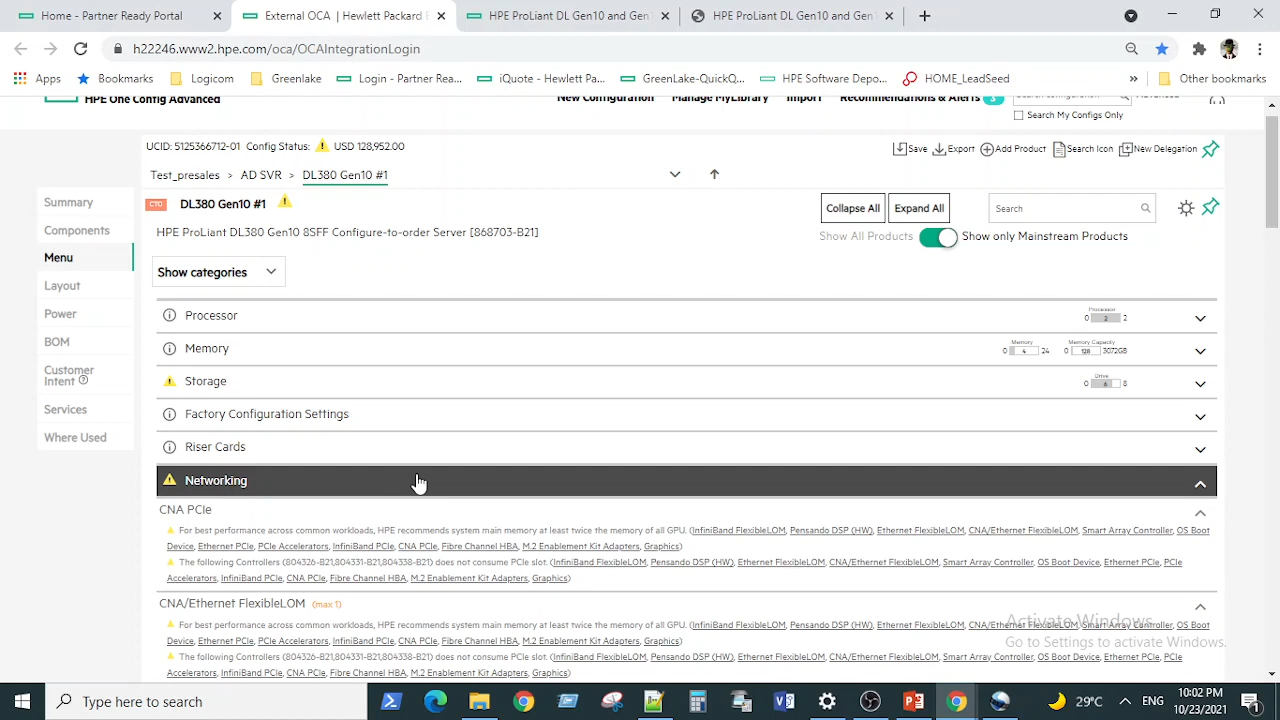 Home - Partner Ready Portal
External OCA | Hewlett Packard E
HPE ProLiant DL Gen10 and Gen
HPE ProLiant DL Gen10 and Gen
h22246.www2.hpe.com/oca/OCAIntegrationLogin
Apps Bookmarks Logicom Greenlake Login - Partner Rea... iQuote - Hewlett Pa... GreenLake-QuickQ... HPE Software Depo... HOME_LeadSeed » Other bookmarks
HPE One Config Advanced New Configuration Manage MyLibrary Import Recommendations & Alerts
Search My Configs Only
UCID: 5125366712-01 Config Status: USD 128,952.00 Save Export Add Product Search Icon New Delegation
Test_presales > AD SVR > DL380 Gen10 #1
Summary
Components
Menu
Layout
Power
BOM
Customer
Intent
Services
Where Used
CTO DL380 Gen10 #1 Collapse All Expand All Search
HPE ProLiant DL380 Gen10 8SFF Configure-to-order Server [868703-B21] Show All Products Show only Mainstream Products
Show categories
Processor Processor 0 2 2
Memory Memory 0 4 24 Memory Capacity 0 128 3072GB
Storage Drive 0 6 8
Factory Configuration Settings
Riser Cards
Networking
CNA PCIe
For best performance across common workloads, HPE recommends system main memory at least twice the memory of all GPU. (InfiniBand FlexibleLOM, Pensando DSP (HW), Ethernet FlexibleLOM, CNA/Ethernet FlexibleLOM, Smart Array Controller, OS Boot
Device, Ethernet PCIe, PCIe Accelerators, InfiniBand PCIe, CNA PCIe, Fibre Channel HBA, M.2 Enablement Kit Adapters, Graphics)
The following Controllers (804326-B21,804331-B21,804338-B21) does not consume PCIe slot. (InfiniBand FlexibleLOM, Pensando DSP (HW), Ethernet FlexibleLOM, CNA/Ethernet FlexibleLOM, Smart Array Controller, OS Boot Device, Ethernet PCIe, PCIe
Accelerators, InfiniBand PCIe, CNA PCIe, Fibre Channel HBA, M.2 Enablement Kit Adapters, Graphics)
CNA/Ethernet FlexibleLOM (max 1)
For best performance across common workloads, HPE recommends system main memory at least twice the memory of all GPU. (InfiniBand FlexibleLOM, Pensando DSP (HW), Ethernet FlexibleLOM, CNA/Ethernet FlexibleLOM, Smart Array Controller, OS Boot
Device, Ethernet PCIe, PCIe Accelerators, InfiniBand PCIe, CNA PCIe, Fibre Channel HBA, M.2 Enablement Kit Adapters, Graphics)
The following Controllers (804326-B21,804331-B21,804338-B21) does not consume PCIe slot. (InfiniBand FlexibleLOM, Pensando DSP (HW), Ethernet FlexibleLOM, CNA/Ethernet FlexibleLOM, Smart Array Controller, OS Boot Device, Ethernet PCIe, PCIe
Accelerators, InfiniBand PCIe, CNA PCIe, Fibre Channel HBA, M.2 Enablement Kit Adapters, Graphics)
Activate Windows
Go to Settings to activate Windows.
Type here to search 29°C ENG 10:02 PM
10/23/2021